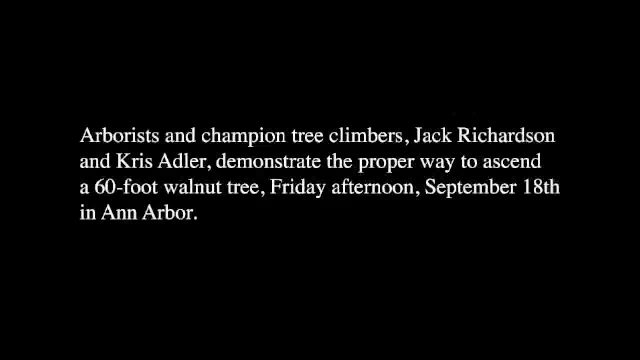 Arborists and champion tree climbers, Jack Richardson
and Kris Adler, demonstrate the proper way to ascend
a 60-foot walnut tree, Friday afternoon, September 18th
in Ann Arbor.